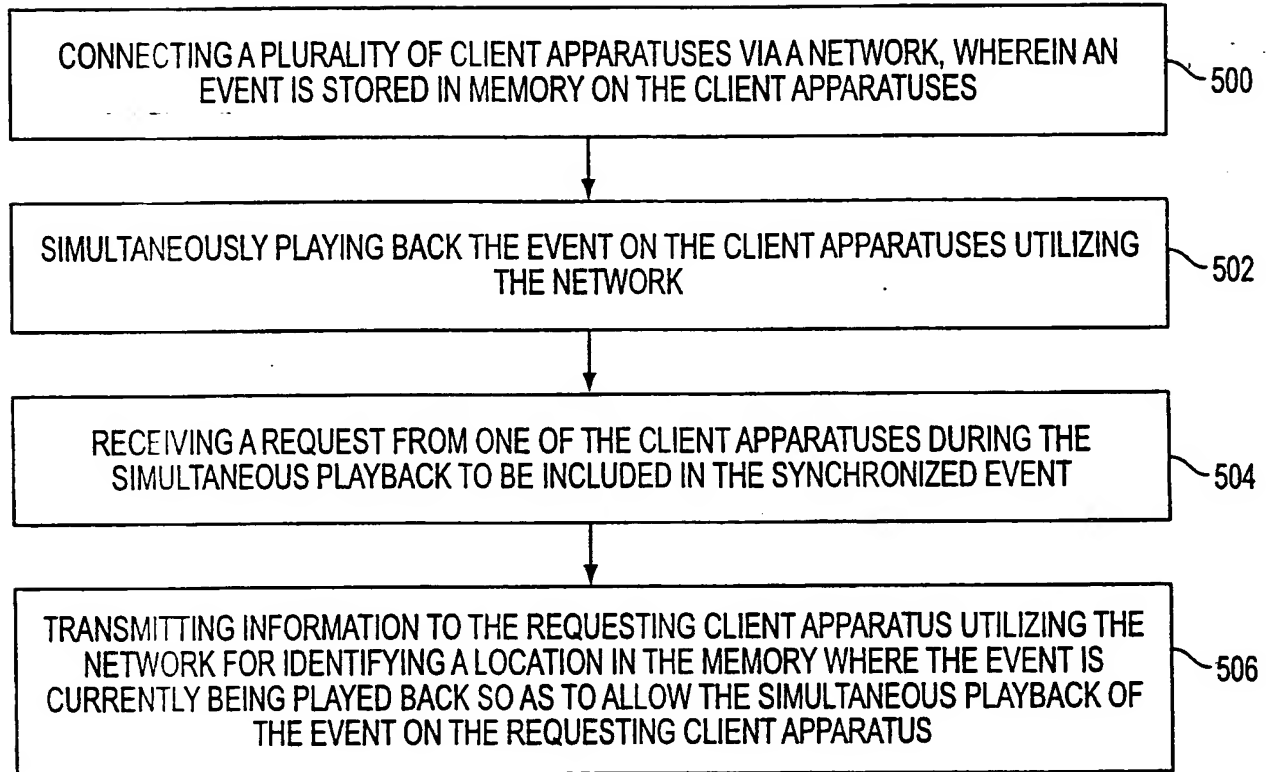 CONNECTING A PLURALITY OF CLIENT APPARATUSES VIA A NETWORK, WHEREIN AN
EVENT IS STORED IN MEMORY ON THE CLIENT APPARATUSES
500
SIMULTANEOUSLY PLAYING BACK THE EVENT ON THE CLIENT APPARATUSES UTILIZING
THE NETWORK
502
RECEIVING A REQUEST FROM ONE OF THE CLIENT APPARATUSES DURING THE
SIMULTANEOUS PLAYBACK TO BE INCLUDED IN THE SYNCHRONIZED EVENT
504
TRANSMITTING INFORMATION TO THE REQUESTING CLIENT APPARATUS UTILIZING THE
NETWORK FOR IDENTIFYING A LOCATION IN THE MEMORY WHERE THE EVENT IS
CURRENTLY BEING PLAYED BACK SO AS TO ALLOW THE SIMULTANEOUS PLAYBACK OF
THE EVENT ON THE REQUESTING CLIENT APPARATUS
506